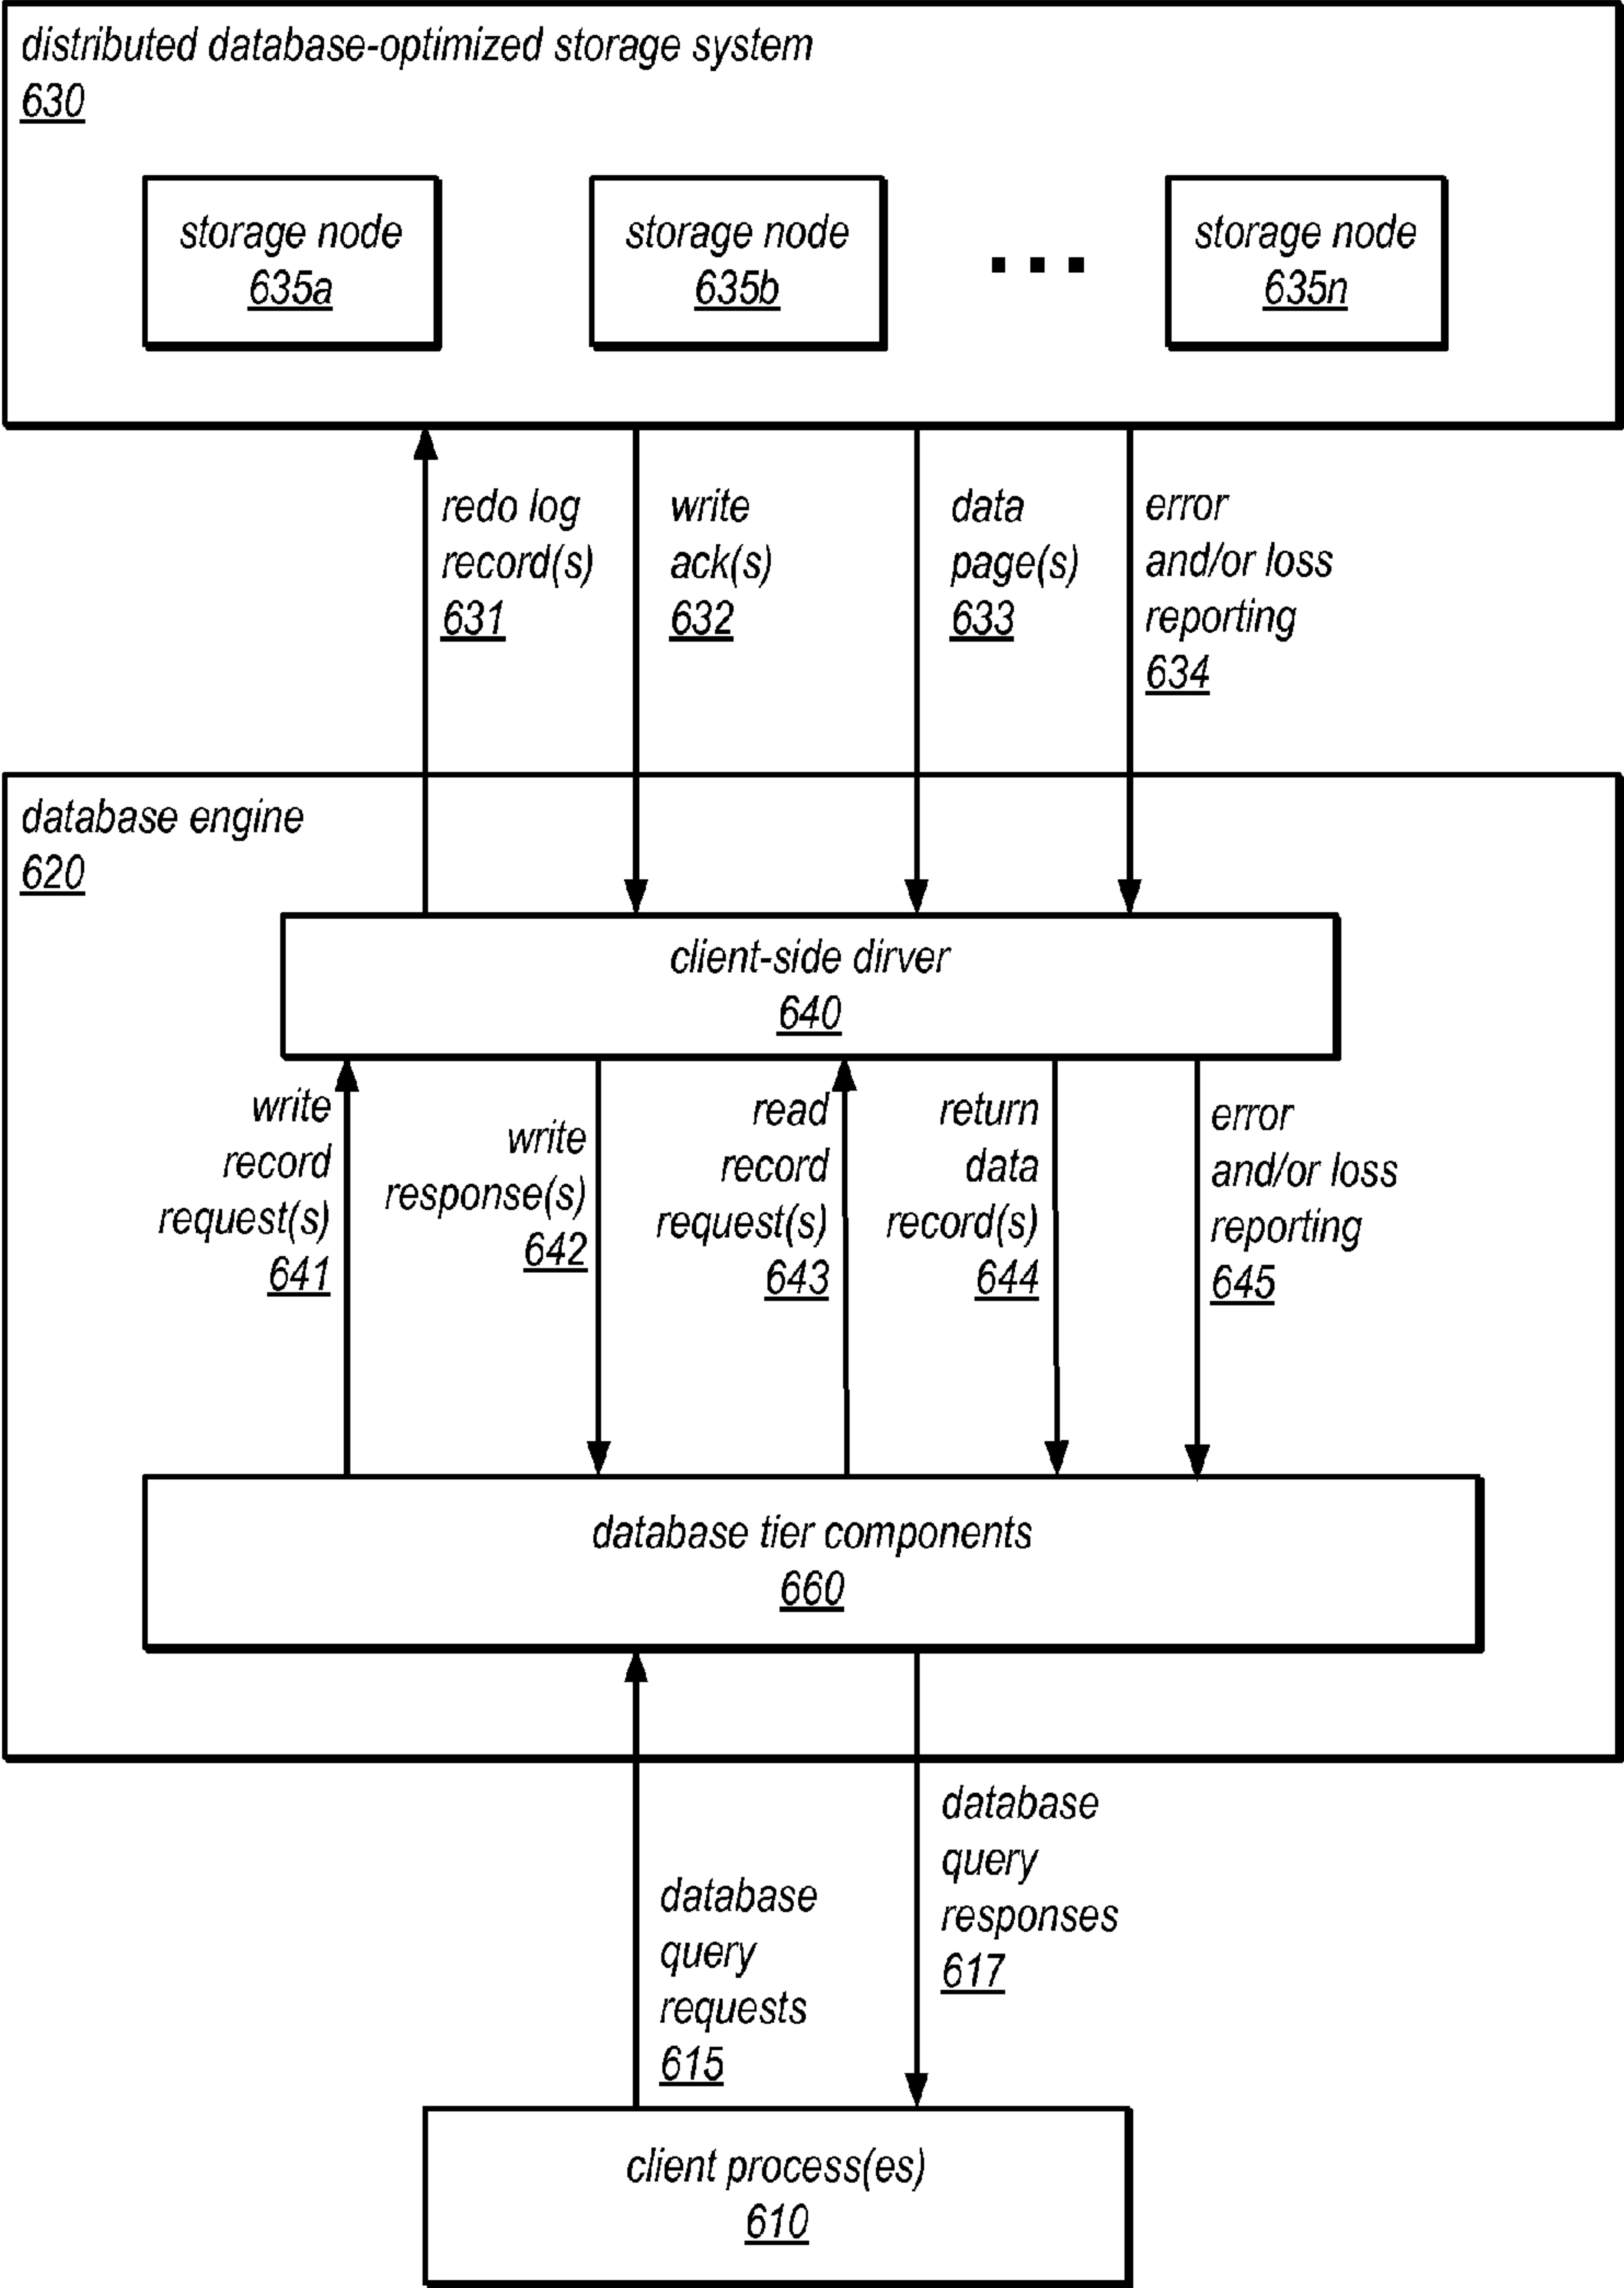 distributed database-optimized storage system
630
storage node
635a
storage node
635b
storage node
635n
redo log
record(s)
631
write
ack(s)
632
data
page(s)
633
error
and/or loss
reporting
634
database engine
620
client-side dirver
640
write
record
request(s)
641
write
response(s)
642
read
record
request(s)
643
return
data
record(s)
644
error
and/or loss
reporting
645
database tier components
660
database
query
requests
615
database
query
responses
617
client process(es)
610